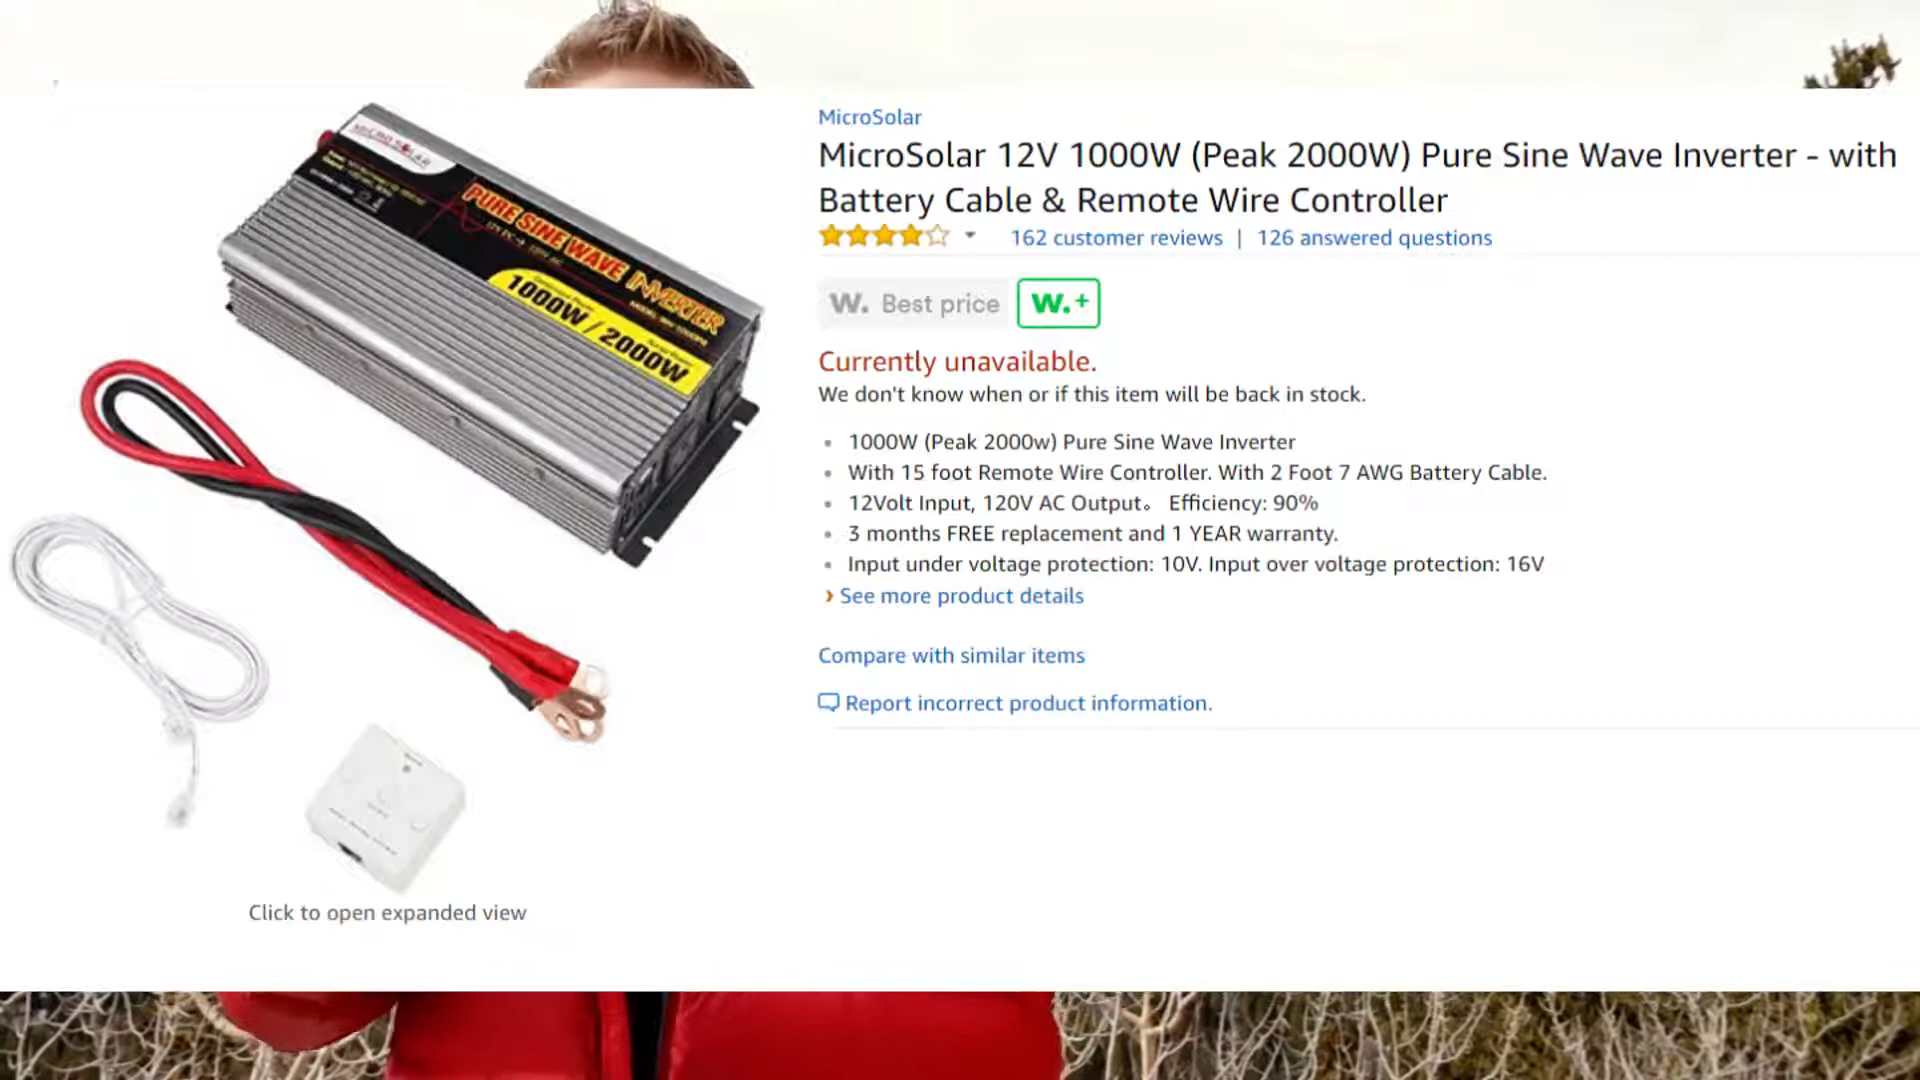 MicroSolar
MicroSolar 12V 1000W (Peak 2000W) Pure Sine Wave Inverter - with
Battery Cable & Remote Wire Controller
162 customer reviews | 126 answered questions
W. Best price
W.+
Currently unavailable.
We don't know when or if this item will be back in stock.
1000W (Peak 2000w) Pure Sine Wave Inverter
With 15 foot Remote Wire Controller. With 2 Foot 7 AWG Battery Cable.
12Volt Input, 120V AC Output。 Efficiency: 90%
3 months FREE replacement and 1 YEAR warranty.
Input under voltage protection: 10V. Input over voltage protection: 16V
See more product details
Compare with similar items
Report incorrect product information.
MICRO SOLAR
PURE SINE WAVE INVERTER
1000W / 2000W
Click to open expanded view